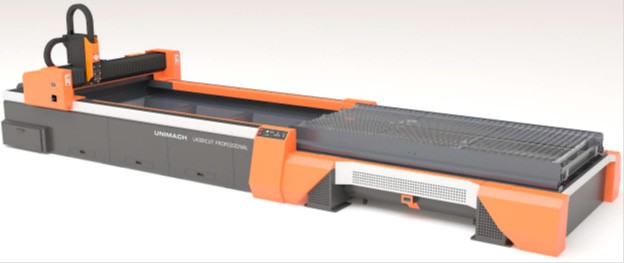 UNIMACH LASERCUT PROFESSIONAL